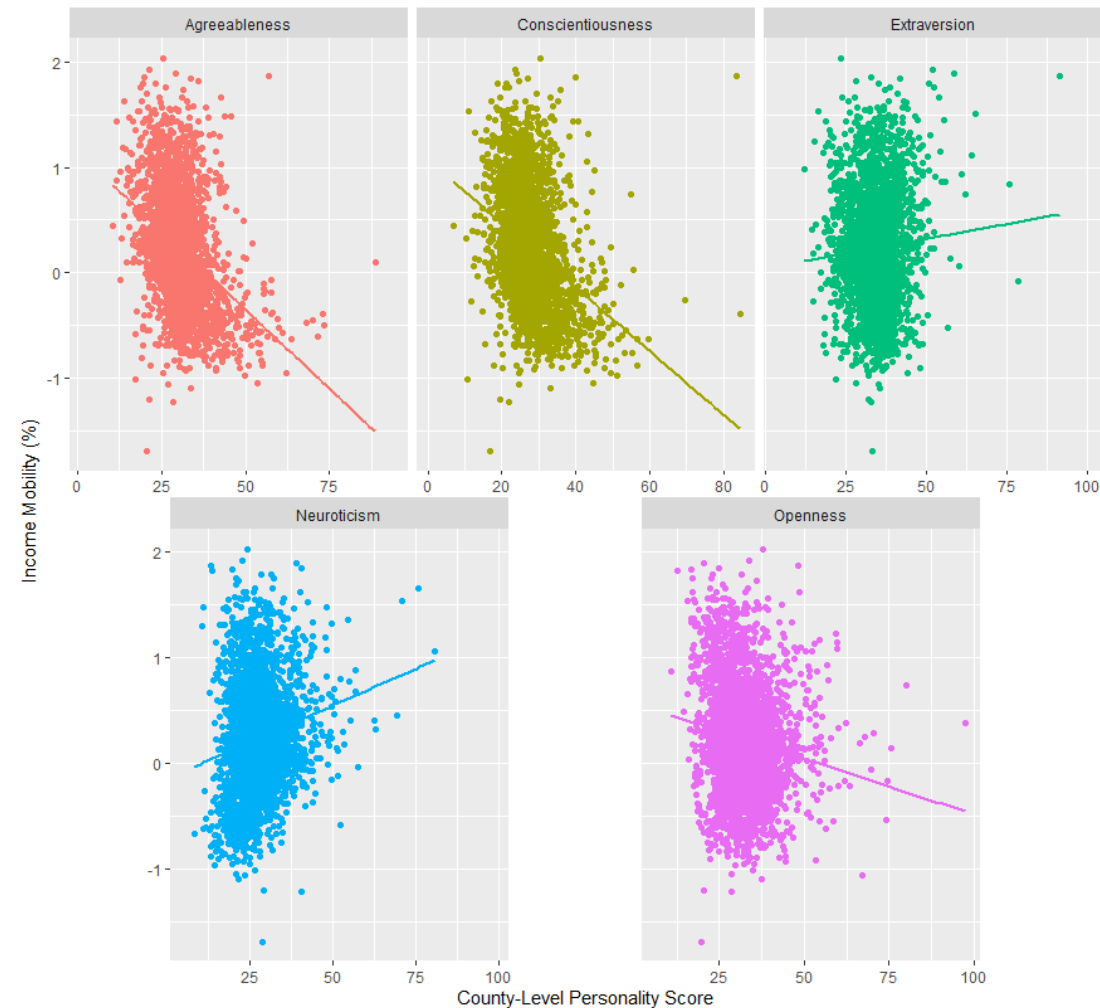 Agreeableness Conscientiousness Extraversion
2
1
0
-1
0 25 50 75 0 20 40 60 80 0 25 50 75 100
Income Mobility (%)
Neuroticism Openness
2
1
0
-1
25 50 75 100 25 50 75 100
County-Level Personality Score